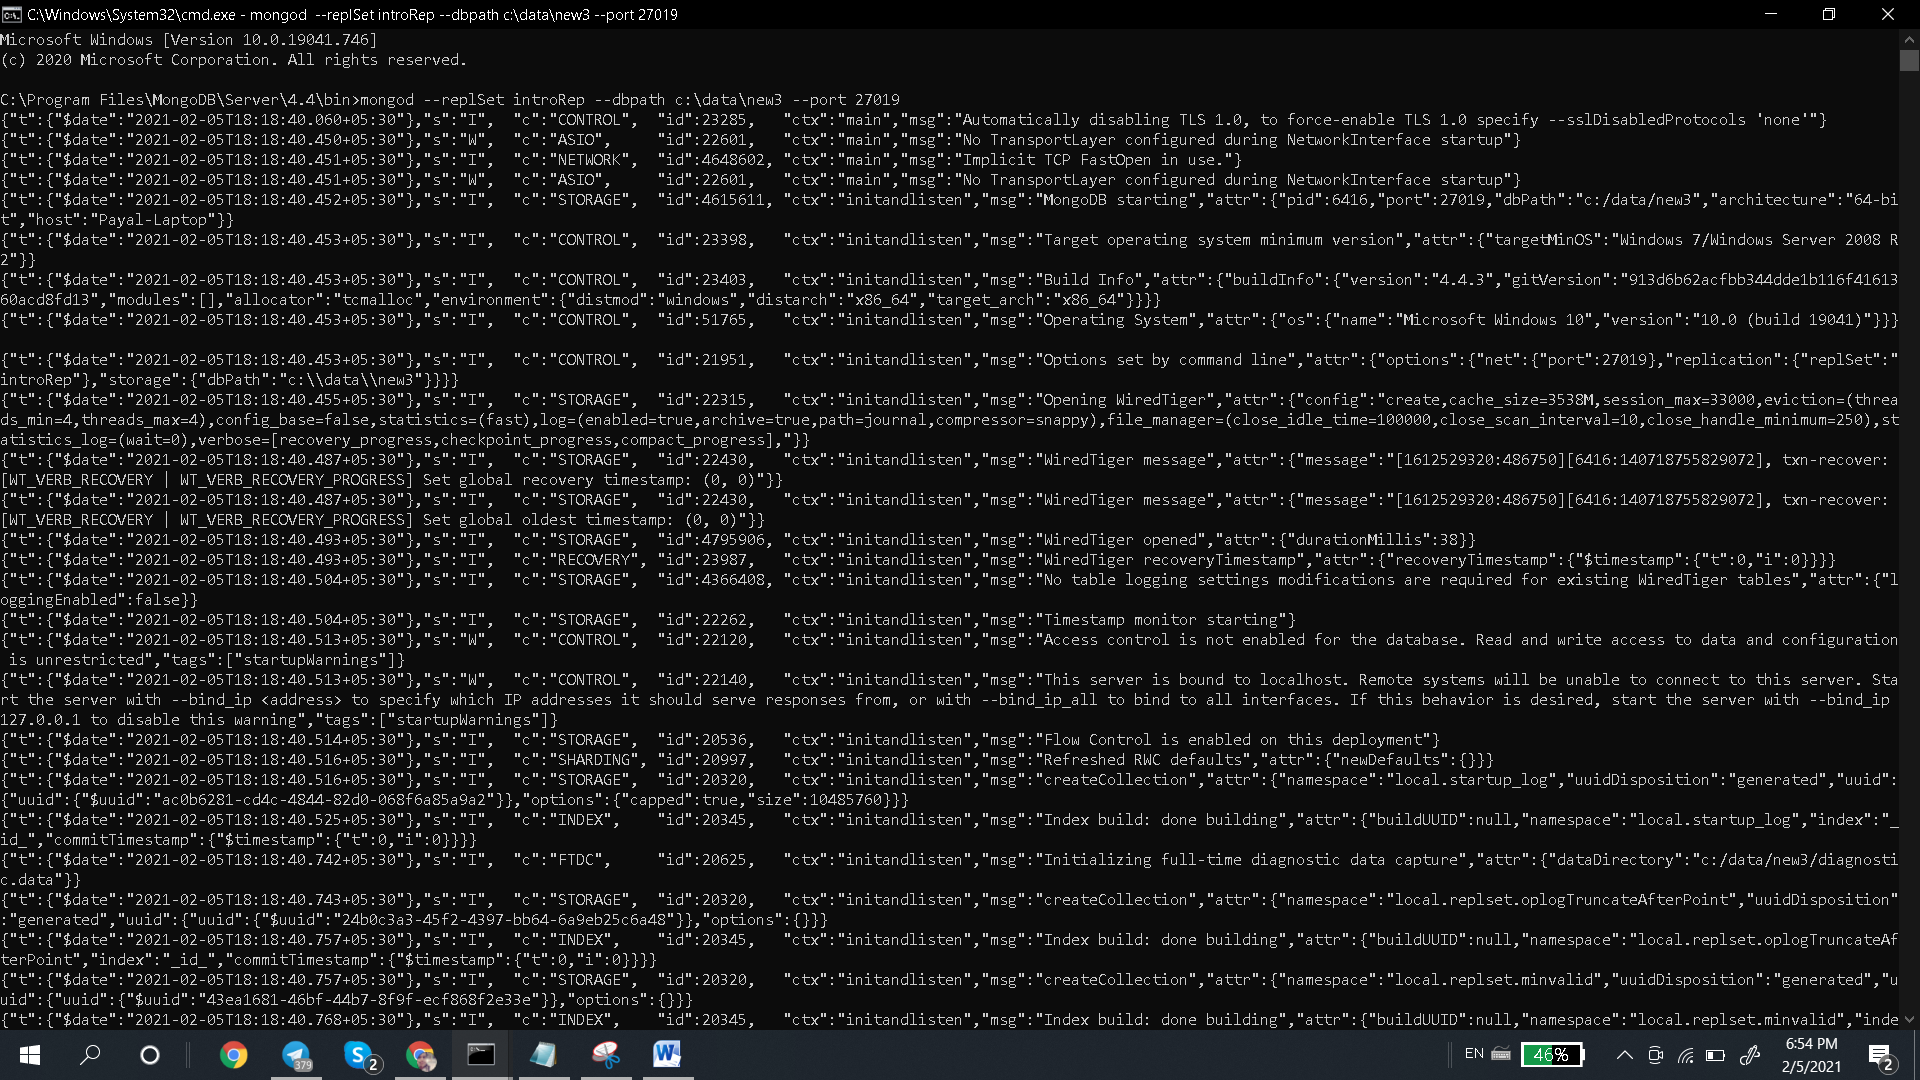 C:\Windows\System32\cmd.exe - mongod  --replSet introRep --dbpath c:\data\new3 --port 27019
Microsoft Windows [Version 10.0.19041.746]
(c) 2020 Microsoft Corporation. All rights reserved.
C:\Program Files\MongoDB\Server\4.4\bin>mongod --replSet introRep --dbpath c:\data\new3 --port 27019
{"t":{"$date":"2021-02-05T18:18:40.060+05:30"},"s":"I",  "c":"CONTROL",  "id":23285,   "ctx":"main","msg":"Automatically disabling TLS 1.0, to force-enable TLS 1.0 specify --sslDisabledProtocols 'none'"}
{"t":{"$date":"2021-02-05T18:18:40.450+05:30"},"s":"W",  "c":"ASIO",     "id":22601,   "ctx":"main","msg":"No TransportLayer configured during NetworkInterface startup"}
{"t":{"$date":"2021-02-05T18:18:40.451+05:30"},"s":"I",  "c":"NETWORK",  "id":4648602, "ctx":"main","msg":"Implicit TCP FastOpen in use."}
{"t":{"$date":"2021-02-05T18:18:40.451+05:30"},"s":"W",  "c":"ASIO",     "id":22601,   "ctx":"main","msg":"No TransportLayer configured during NetworkInterface startup"}
{"t":{"$date":"2021-02-05T18:18:40.452+05:30"},"s":"I",  "c":"STORAGE",  "id":4615611, "ctx":"initandlisten","msg":"MongoDB starting","attr":{"pid":6416,"port":27019,"dbPath":"c:/data/new3","architecture":"64-bi
t","host":"Payal-Laptop"}}
{"t":{"$date":"2021-02-05T18:18:40.453+05:30"},"s":"I",  "c":"CONTROL",  "id":23398,   "ctx":"initandlisten","msg":"Target operating system minimum version","attr":{"targetMinOS":"Windows 7/Windows Server 2008 R
2"}}
{"t":{"$date":"2021-02-05T18:18:40.453+05:30"},"s":"I",  "c":"CONTROL",  "id":23403,   "ctx":"initandlisten","msg":"Build Info","attr":{"buildInfo":{"version":"4.4.3","gitVersion":"913d6b62acfbb344dde1b116f41613
60acd8fd13","modules":[],"allocator":"tcmalloc","environment":{"distmod":"windows","distarch":"x86_64","target_arch":"x86_64"}}}}
{"t":{"$date":"2021-02-05T18:18:40.453+05:30"},"s":"I",  "c":"CONTROL",  "id":51765,   "ctx":"initandlisten","msg":"Operating System","attr":{"os":{"name":"Microsoft Windows 10","version":"10.0 (build 19041)"}}}
{"t":{"$date":"2021-02-05T18:18:40.453+05:30"},"s":"I",  "c":"CONTROL",  "id":21951,   "ctx":"initandlisten","msg":"Options set by command line","attr":{"options":{"net":{"port":27019},"replication":{"replSet":"
introRep"},"storage":{"dbPath":"c:\\data\\new3"}}}}
{"t":{"$date":"2021-02-05T18:18:40.455+05:30"},"s":"I",  "c":"STORAGE",  "id":22315,   "ctx":"initandlisten","msg":"Opening WiredTiger","attr":{"config":"create,cache_size=3538M,session_max=33000,eviction=(threa
ds_min=4,threads_max=4),config_base=false,statistics=(fast),log=(enabled=true,archive=true,path=journal,compressor=snappy),file_manager=(close_idle_time=100000,close_scan_interval=10,close_handle_minimum=250),st
atistics_log=(wait=0),verbose=[recovery_progress,checkpoint_progress,compact_progress],"}}
{"t":{"$date":"2021-02-05T18:18:40.487+05:30"},"s":"I",  "c":"STORAGE",  "id":22430,   "ctx":"initandlisten","msg":"WiredTiger message","attr":{"message":"[1612529320:486750][6416:140718755829072], txn-recover:
[WT_VERB_RECOVERY | WT_VERB_RECOVERY_PROGRESS] Set global recovery timestamp: (0, 0)"}}
{"t":{"$date":"2021-02-05T18:18:40.487+05:30"},"s":"I",  "c":"STORAGE",  "id":22430,   "ctx":"initandlisten","msg":"WiredTiger message","attr":{"message":"[1612529320:486750][6416:140718755829072], txn-recover:
[WT_VERB_RECOVERY | WT_VERB_RECOVERY_PROGRESS] Set global oldest timestamp: (0, 0)"}}
{"t":{"$date":"2021-02-05T18:18:40.493+05:30"},"s":"I",  "c":"STORAGE",  "id":4795906, "ctx":"initandlisten","msg":"WiredTiger opened","attr":{"durationMillis":38}}
{"t":{"$date":"2021-02-05T18:18:40.493+05:30"},"s":"I",  "c":"RECOVERY", "id":23987,   "ctx":"initandlisten","msg":"WiredTiger recoveryTimestamp","attr":{"recoveryTimestamp":{"$timestamp":{"t":0,"i":0}}}}
{"t":{"$date":"2021-02-05T18:18:40.504+05:30"},"s":"I",  "c":"STORAGE",  "id":4366408, "ctx":"initandlisten","msg":"No table logging settings modifications are required for existing WiredTiger tables","attr":{"l
oggingEnabled":false}}
{"t":{"$date":"2021-02-05T18:18:40.504+05:30"},"s":"I",  "c":"STORAGE",  "id":22262,   "ctx":"initandlisten","msg":"Timestamp monitor starting"}
{"t":{"$date":"2021-02-05T18:18:40.513+05:30"},"s":"W",  "c":"CONTROL",  "id":22120,   "ctx":"initandlisten","msg":"Access control is not enabled for the database. Read and write access to data and configuration
 is unrestricted","tags":["startupWarnings"]}
{"t":{"$date":"2021-02-05T18:18:40.513+05:30"},"s":"W",  "c":"CONTROL",  "id":22140,   "ctx":"initandlisten","msg":"This server is bound to localhost. Remote systems will be unable to connect to this server. Sta
rt the server with --bind_ip <address> to specify which IP addresses it should serve responses from, or with --bind_ip_all to bind to all interfaces. If this behavior is desired, start the server with --bind_ip
127.0.0.1 to disable this warning","tags":["startupWarnings"]}
{"t":{"$date":"2021-02-05T18:18:40.514+05:30"},"s":"I",  "c":"STORAGE",  "id":20536,   "ctx":"initandlisten","msg":"Flow Control is enabled on this deployment"}
{"t":{"$date":"2021-02-05T18:18:40.516+05:30"},"s":"I",  "c":"SHARDING", "id":20997,   "ctx":"initandlisten","msg":"Refreshed RWC defaults","attr":{"newDefaults":{}}}
{"t":{"$date":"2021-02-05T18:18:40.516+05:30"},"s":"I",  "c":"STORAGE",  "id":20320,   "ctx":"initandlisten","msg":"createCollection","attr":{"namespace":"local.startup_log","uuidDisposition":"generated","uuid":
{"uuid":{"$uuid":"ac0b6281-cd4c-4844-82d0-068f6a85a9a2"}},"options":{"capped":true,"size":10485760}}}
{"t":{"$date":"2021-02-05T18:18:40.525+05:30"},"s":"I",  "c":"INDEX",    "id":20345,   "ctx":"initandlisten","msg":"Index build: done building","attr":{"buildUUID":null,"namespace":"local.startup_log","index":"_
id_","commitTimestamp":{"$timestamp":{"t":0,"i":0}}}}
{"t":{"$date":"2021-02-05T18:18:40.742+05:30"},"s":"I",  "c":"FTDC",     "id":20625,   "ctx":"initandlisten","msg":"Initializing full-time diagnostic data capture","attr":{"dataDirectory":"c:/data/new3/diagnosti
c.data"}}
{"t":{"$date":"2021-02-05T18:18:40.743+05:30"},"s":"I",  "c":"STORAGE",  "id":20320,   "ctx":"initandlisten","msg":"createCollection","attr":{"namespace":"local.replset.oplogTruncateAfterPoint","uuidDisposition"
:"generated","uuid":{"uuid":{"$uuid":"24b0c3a3-45f2-4397-bb64-6a9eb25c6a48"}},"options":{}}}
{"t":{"$date":"2021-02-05T18:18:40.757+05:30"},"s":"I",  "c":"INDEX",    "id":20345,   "ctx":"initandlisten","msg":"Index build: done building","attr":{"buildUUID":null,"namespace":"local.replset.oplogTruncateAf
terPoint","index":"_id_","commitTimestamp":{"$timestamp":{"t":0,"i":0}}}}
{"t":{"$date":"2021-02-05T18:18:40.757+05:30"},"s":"I",  "c":"STORAGE",  "id":20320,   "ctx":"initandlisten","msg":"createCollection","attr":{"namespace":"local.replset.minvalid","uuidDisposition":"generated","u
uid":{"uuid":{"$uuid":"43ea1681-46bf-44b7-8f9f-ecf868f2e33e"}},"options":{}}}
{"t":{"$date":"2021-02-05T18:18:40.768+05:30"},"s":"I",  "c":"INDEX",    "id":20345,   "ctx":"initandlisten","msg":"Index build: done building","attr":{"buildUUID":null,"namespace":"local.replset.minvalid","inde
379
2
EN
46%
6:54 PM
2/5/2021
2